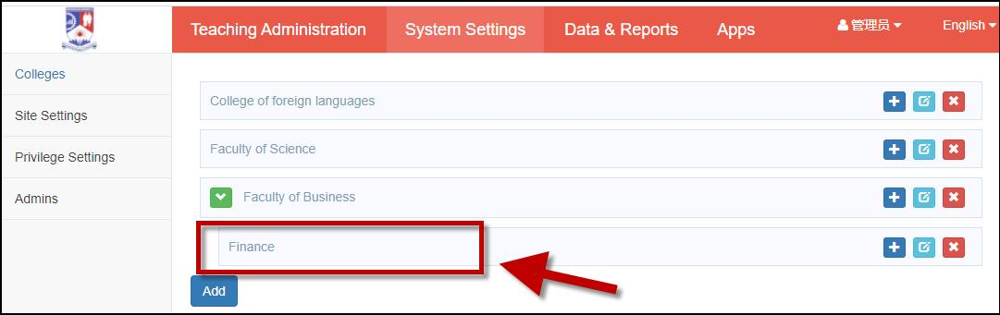 Teaching Administration System Settings Data & Reports Apps 管理员 English
Colleges
Site Settings
Privilege Settings
Admins
College of foreign languages
Faculty of Science
Faculty of Business
Finance
Add